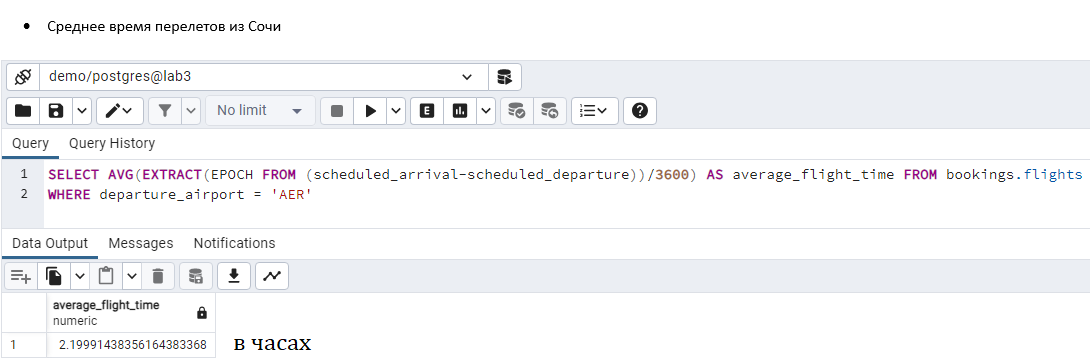 • Среднее время перелетов из Сочи
demo/postgres@lab3
No limit
E
Query Query History
1 SELECT AVG(EXTRACT(EPOCH FROM (scheduled_arrival-scheduled_departure))/3600) AS average_flight_time FROM bookings.flights
2 WHERE departure_airport = 'AER'
Data Output Messages Notifications
average_flight_time
numeric
1 2.19991438356164383368 в часах